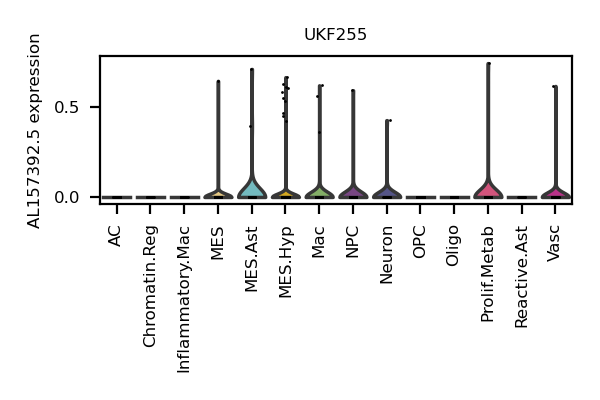 UKF255
AL157392.5 expression
0.5
0.0
AC
Chromatin.Reg
Inflammatory.Mac
MES
MES.Ast
MES.Hyp
Mac
NPC
Neuron
OPC
Oligo
Prolif.Metab
Reactive.Ast
Vasc